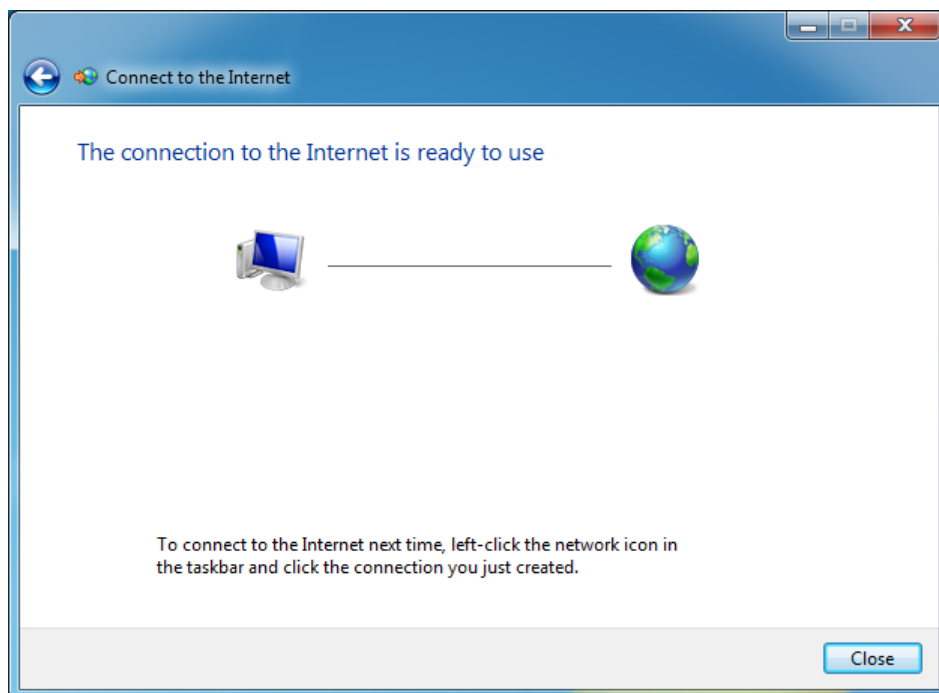 Connect to the Internet
The connection to the Internet is ready to use
To connect to the Internet next time, left-click the network icon in
the taskbar and click the connection you just created.
Close